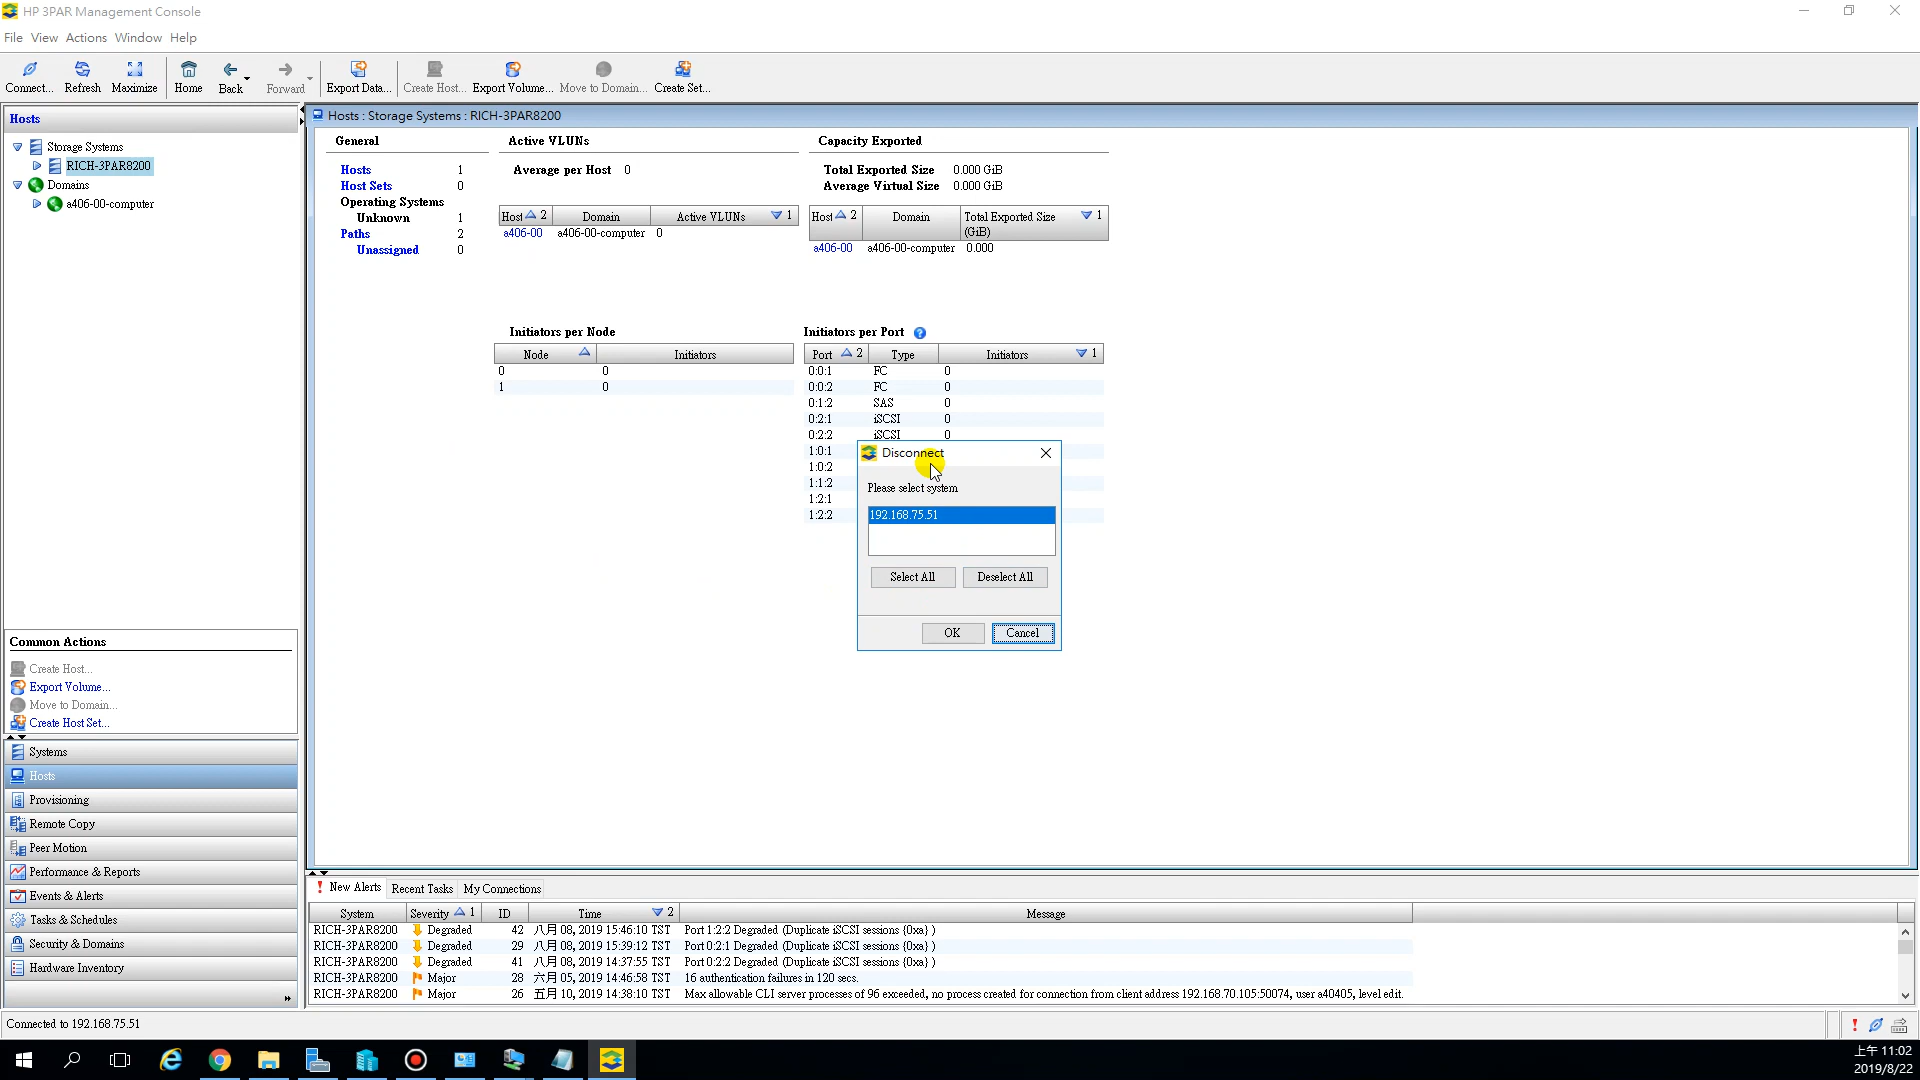 HP 3PAR Management Console
File View Actions Window Help
Connect... Refresh Maximize Home Back Forward Export Data... Create Host... Export Volume... Move to Domain... Create Set...
Hosts
Storage Systems
RICH-3PAR8200
Domains
a406-00-computer
Hosts : Storage Systems : RICH-3PAR8200
General
Hosts 1
Host Sets 0
Operating Systems
Unknown 1
Paths 2
Unassigned 0
Active VLUNs
Average per Host 0
Host 2 Domain Active VLUNs 1
a406-00 a406-00-computer 0
Capacity Exported
Total Exported Size 0.000 GiB
Average Virtual Size 0.000 GiB
Host 2 Domain Total Exported Size (GiB) 1
a406-00 a406-00-computer 0.000
Initiators per Node
Node Initiators
0 0
1 0
Initiators per Port ?
Port 2 Type Initiators 1
0:0:1 FC 0
0:0:2 FC 0
0:1:2 SAS 0
0:2:1 iSCSI 0
0:2:2 iSCSI 0
1:0:1
1:0:2
1:1:2
1:2:1
1:2:2
Disconnect
Please select system
192.168.75.51
Select All Deselect All
OK Cancel
Common Actions
Create Host...
Export Volume...
Move to Domain...
Create Host Set...
Systems
Hosts
Provisioning
Remote Copy
Peer Motion
Performance & Reports
Events & Alerts
Tasks & Schedules
Security & Domains
Hardware Inventory
New Alerts Recent Tasks My Connections
System Severity 1 ID Time 2 Message
RICH-3PAR8200 Degraded 42 八月 08, 2019 15:46:10 TST Port 1:2:2 Degraded (Duplicate iSCSI sessions {0xa} )
RICH-3PAR8200 Degraded 29 八月 08, 2019 15:39:12 TST Port 0:2:1 Degraded (Duplicate iSCSI sessions {0xa} )
RICH-3PAR8200 Degraded 41 八月 08, 2019 14:37:55 TST Port 0:2:2 Degraded (Duplicate iSCSI sessions {0xa} )
RICH-3PAR8200 Major 28 六月 05, 2019 14:46:58 TST 16 authentication failures in 120 secs.
RICH-3PAR8200 Major 26 五月 10, 2019 14:38:10 TST Max allowable CLI server processes of 96 exceeded, no process created for connection from client address 192.168.70.105:50074, user a40405, level edit.
Connected to 192.168.75.51
上午 11:02
2019/8/22